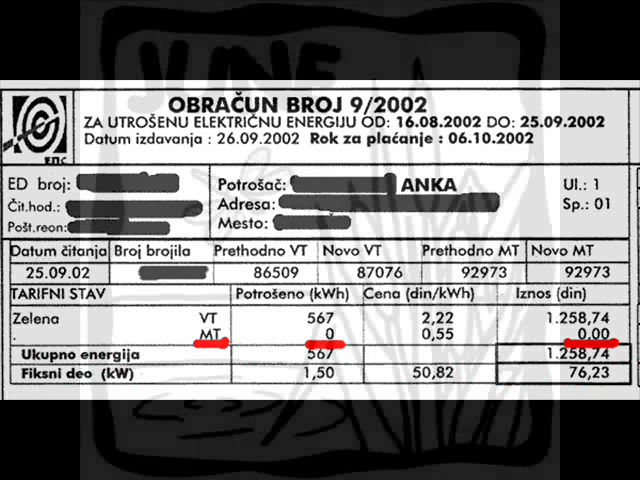 JUNE
OBRAČUN BROJ 9/2002
ZA UTROŠENU ELEKTRIČNU ENERGIJU OD: 16.08.2002 DO: 25.09.2002
Datum izdavanja : 26.09.2002 Rok za plaćanje : 06.10.2002
ЕПС
ED broj: Potrošač: ANKA Ul.: 1
Čit.hod.: Adresa: Sp.: 01
Pošt.reon: Mesto:
Datum čitanja Broj brojila Prethodno VT Novo VT Prethodno MT Novo MT
25.09.02 86509 87076 92973 92973
TARIFNI STAV Potrošeno (kWh) Cena (din/kWh) Iznos (din)
Zelena VT 567 2,22 1.258,74
. MT 0 0,55 0.00
Ukupno energija 567 1.258,74
Fiksni deo (kW) 1,50 50,82 76,23